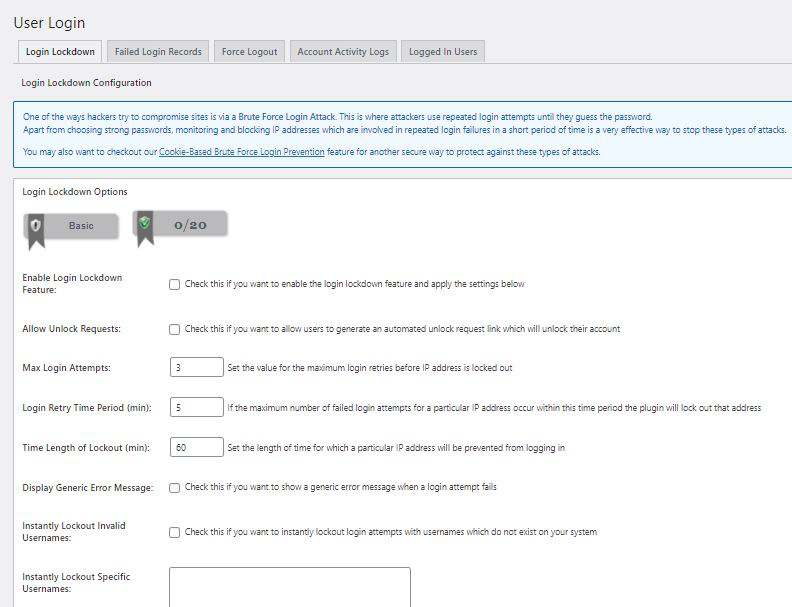 User Login
Login Lockdown
Failed Login Records
Force Logout
Account Activity Logs
Logged In Users
Login Lockdown Configuration
One of the ways hackers try to compromise sites is via a Brute Force Login Attack. This is where attackers use repeated login attempts until they guess the password.
Apart from choosing strong passwords, monitoring and blocking IP addresses which are involved in repeated login failures in a short period of time is a very effective way to stop these types of attacks.
You may also want to checkout our Cookie-Based Brute Force Login Prevention feature for another secure way to protect against these types of attacks.
Login Lockdown Options
Basic
0/20
Enable Login Lockdown
Feature:
Check this if you want to enable the login lockdown feature and apply the settings below
Allow Unlock Requests:
Check this if you want to allow users to generate an automated unlock request link which will unlock their account
Max Login Attempts:
3
Set the value for the maximum login retries before IP address is locked out
Login Retry Time Period (min):
5
If the maximum number of failed login attempts for a particular IP address occur within this time period the plugin will lock out that address
Time Length of Lockout (min):
60
Set the length of time for which a particular IP address will be prevented from logging in
Display Generic Error Message:
Check this if you want to show a generic error message when a login attempt fails
Instantly Lockout Invalid
Usernames:
Check this if you want to instantly lockout login attempts with usernames which do not exist on your system
Instantly Lockout Specific
Usernames: